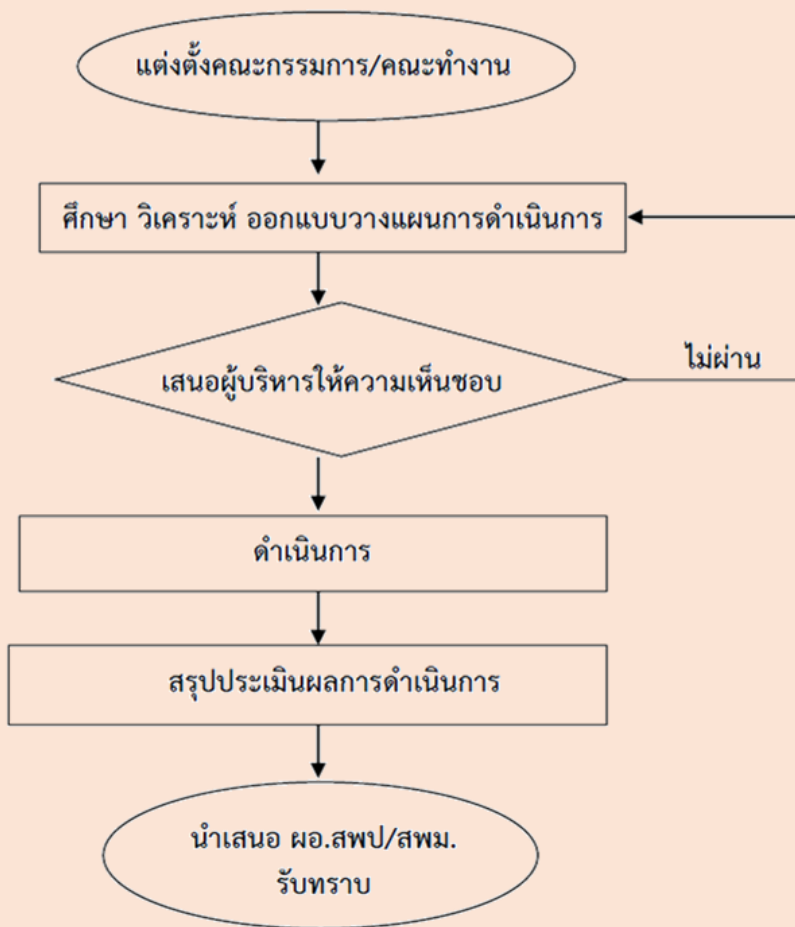 แต่งตั้งคณะกรรมการ/คณะทำงาน
ศึกษา วิเคราะห์ ออกแบบวางแผนการดำเนินการ
เสนอผู้บริหารให้ความเห็นชอบ
ไม่ผ่าน
ดำเนินการ
สรุปประเมินผลการดำเนินการ
นำเสนอ ผอ.สพป/สพม.
รับทราบ